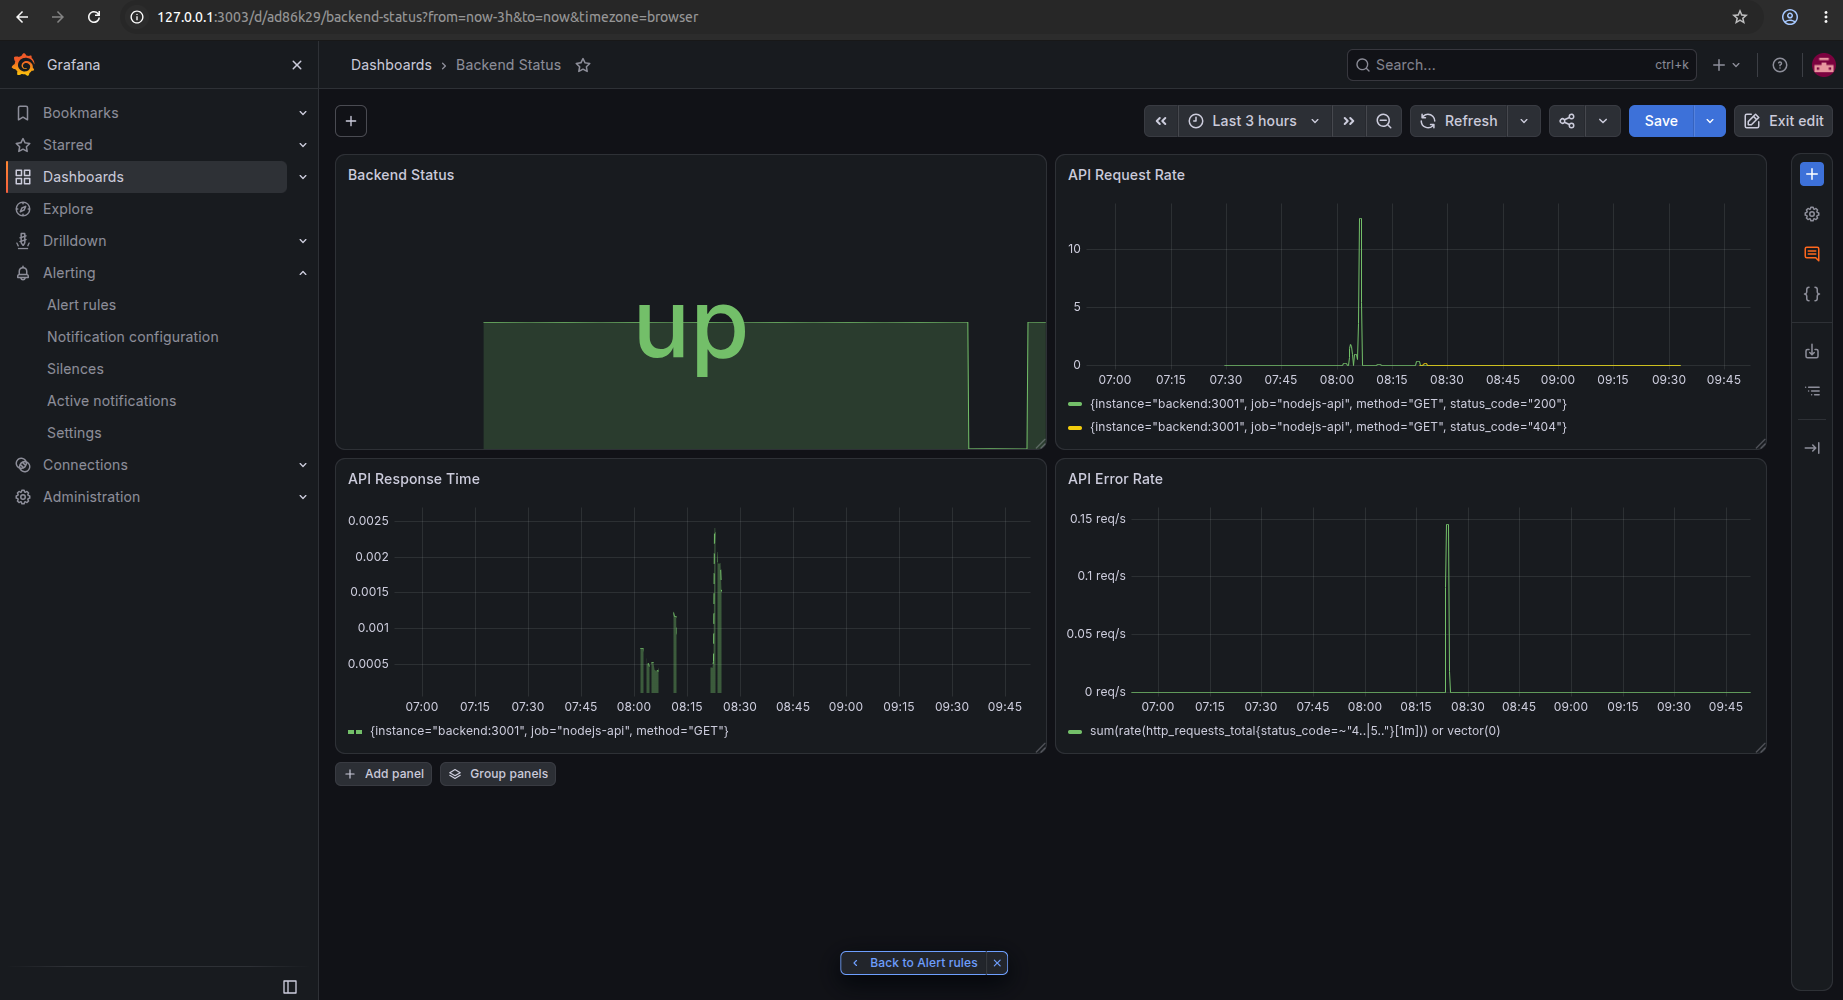 127.0.0.1:3003/d/ad86k29/backend-status?from=now-3h&to=now&timezone=browser
Grafana
Dashboards › Backend Status
Search...
ctrl+k
Bookmarks
Starred
Dashboards
Explore
Drilldown
Alerting
Alert rules
Notification configuration
Silences
Active notifications
Settings
Connections
Administration
Last 3 hours
Refresh
Save
Exit edit
Backend Status
up
API Request Rate
10
5
0
07:00 07:15 07:30 07:45 08:00 08:15 08:30 08:45 09:00 09:15 09:30 09:45
{instance="backend:3001", job="nodejs-api", method="GET", status_code="200"}
{instance="backend:3001", job="nodejs-api", method="GET", status_code="404"}
API Response Time
0.0025
0.002
0.0015
0.001
0.0005
07:00 07:15 07:30 07:45 08:00 08:15 08:30 08:45 09:00 09:15 09:30 09:45
{instance="backend:3001", job="nodejs-api", method="GET"}
API Error Rate
0.15 req/s
0.1 req/s
0.05 req/s
0 req/s
07:00 07:15 07:30 07:45 08:00 08:15 08:30 08:45 09:00 09:15 09:30 09:45
sum(rate(http_requests_total{status_code=~"4..|5.."}[1m])) or vector(0)
Add panel
Group panels
Back to Alert rules